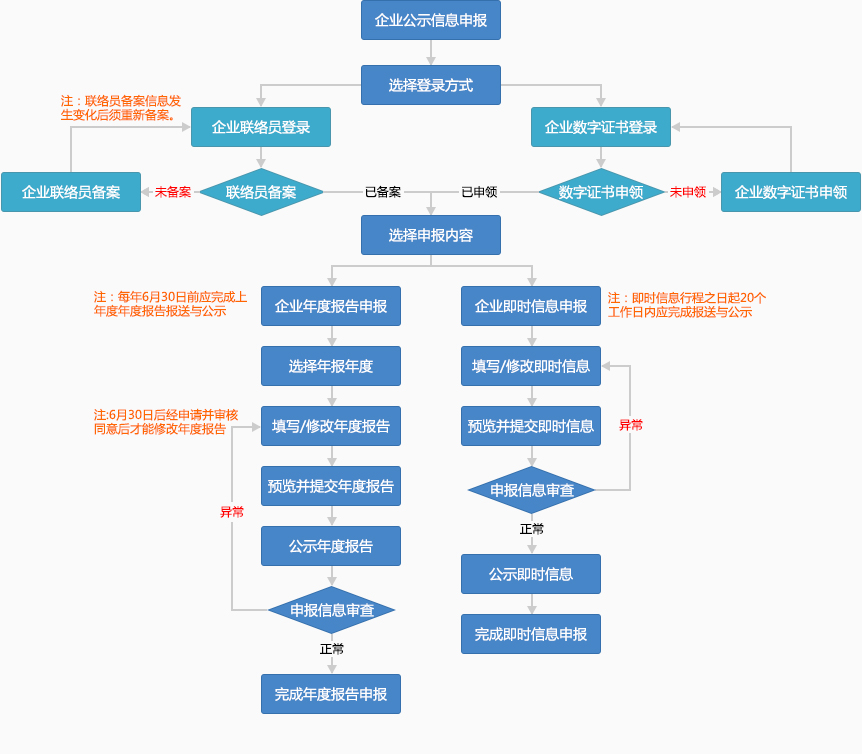 企业公示信息申报
选择登录方式
注：联络员备案信息发
生变化后须重新备案。
企业联络员登录
企业数字证书登录
企业联络员备案
未备案
联络员备案
已备案
已申领
数字证书申领
未申领
企业数字证书申领
选择申报内容
注：每年6月30日前应完成上
年度年度报告报送与公示
企业年度报告申报
企业即时信息申报
注：即时信息行程之日起20个
工作日内应完成报送与公示
选择年报年度
填写/修改即时信息
注:6月30日后经申请并审核
同意后才能修改年度报告
填写/修改年度报告
预览并提交即时信息
异常
预览并提交年度报告
申报信息审查
异常
正常
公示年度报告
公示即时信息
申报信息审查
完成即时信息申报
正常
完成年度报告申报